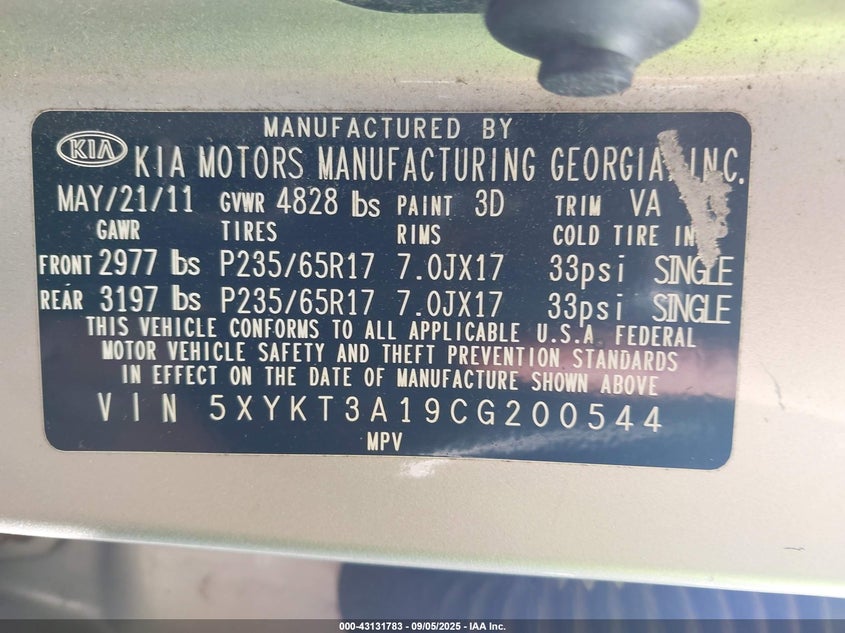 MANUFACTURED BY
KIA KIA MOTORS MANUFACTURING GEORGIA, INC.
MAY/21/11 GVWR 4828 lbs PAINT 3D TRIM VA
GAWR TIRES RIMS COLD TIRE IN
FRONT 2977 lbs P235/65R17 7.0JX17 33psi SINGLE
REAR 3197 lbs P235/65R17 7.0JX17 33psi SINGLE
THIS VEHICLE CONFORMS TO ALL APPLICABLE U.S.A. FEDERAL
MOTOR VEHICLE SAFETY AND THEFT PREVENTION STANDARDS
IN EFFECT ON THE DATE OF MANUFACTURE SHOWN ABOVE
VIN 5XYKT3A19CG200544
MPV
000-43131783 - 09/05/2025 - IAA Inc.